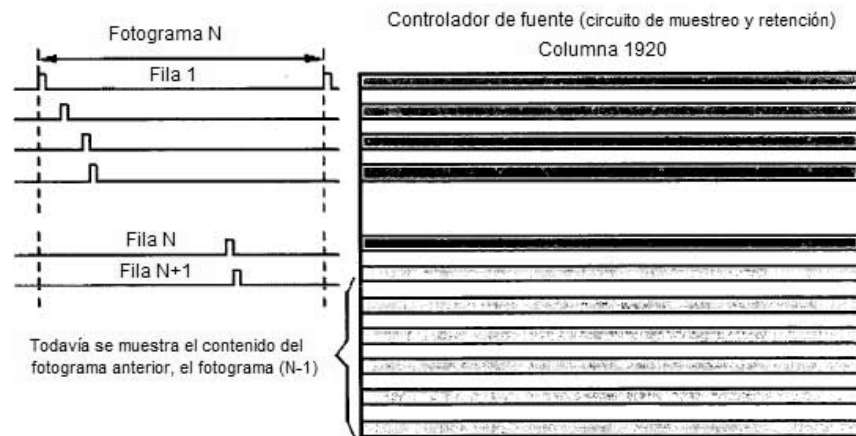 Controlador de fuente (circuito de muestreo y retención)
Columna 1920
Fotograma N
Fila 1
Fila N
Fila N+1
Todavía se muestra el contenido del
fotograma anterior, el fotograma (N-1)